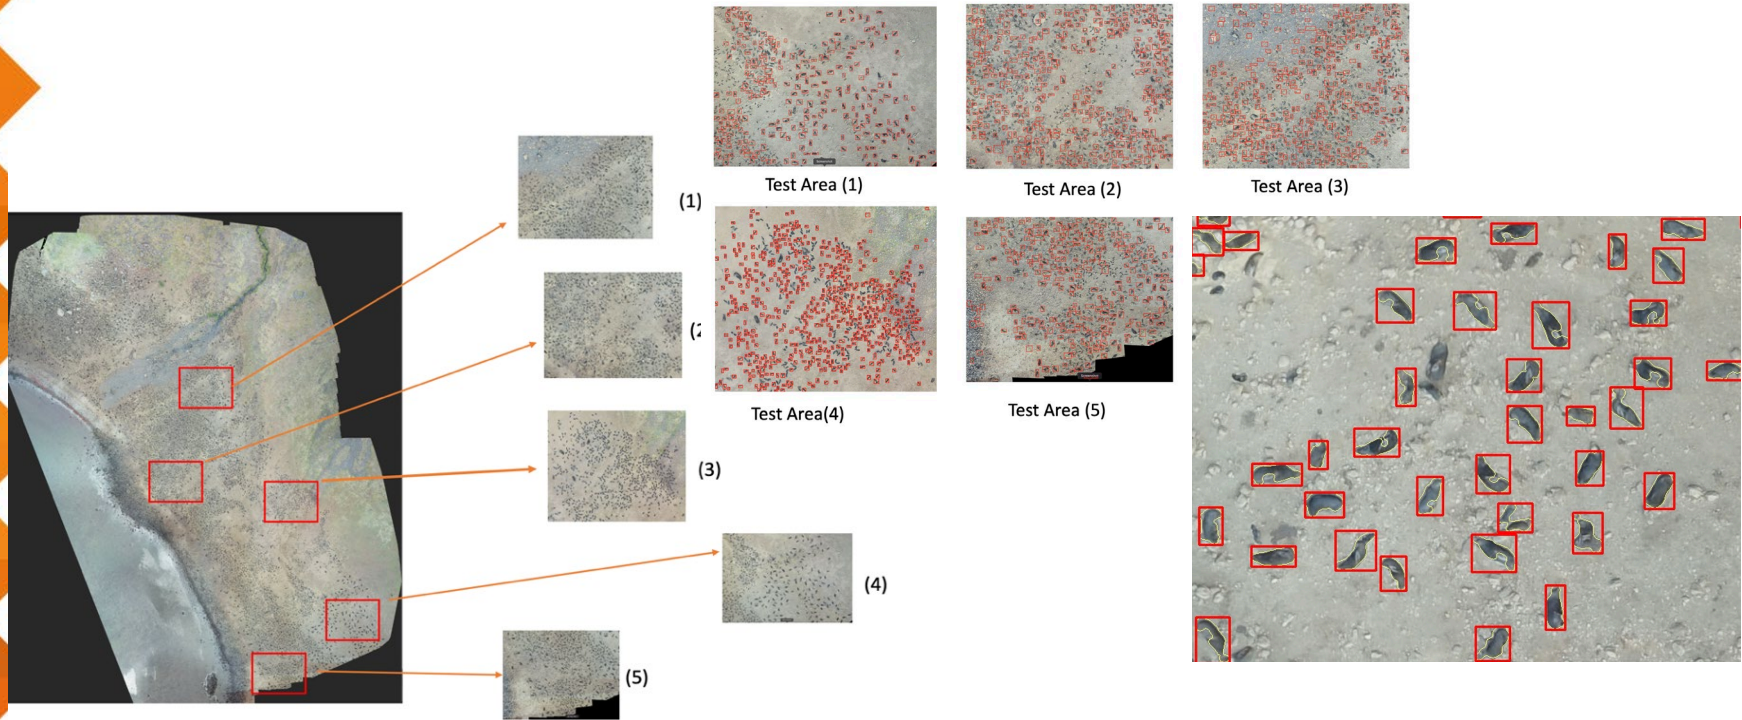 Test Area (1)
Test Area (2)
Test Area (3)
(1)
(2
(3)
(4)
(5)
Test Area(4)
Test Area (5)